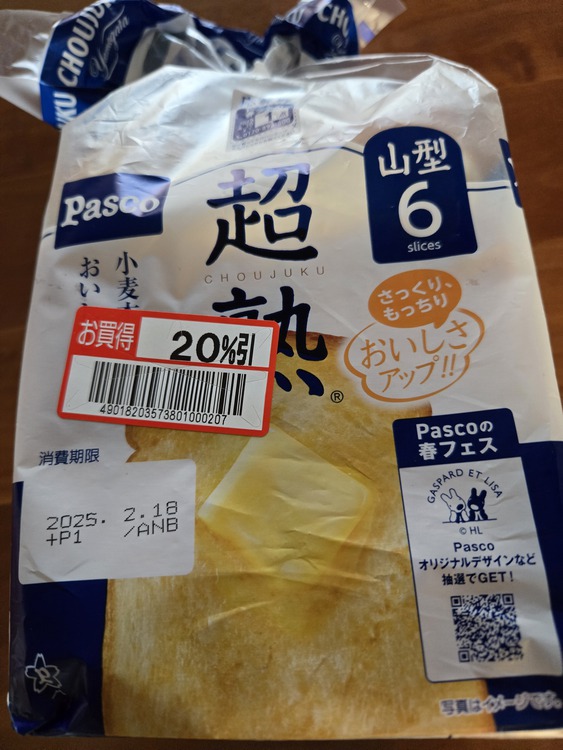 CHOUJUKU
Yamagata
Pasco
超熟
CHOUJUKU
®
山型
6
slices
小麦
おいし
さっくり、
もっちり
おいしさ
アップ!!
お買得
20%引
49018203573801000207
消費期限
2025. 2.18
+P1 /ANB
Pascoの
春フェス
GASPARD ET LISA
© HL
Pasco
オリジナルデザインなど
抽選でGET!
写真はイメージです。